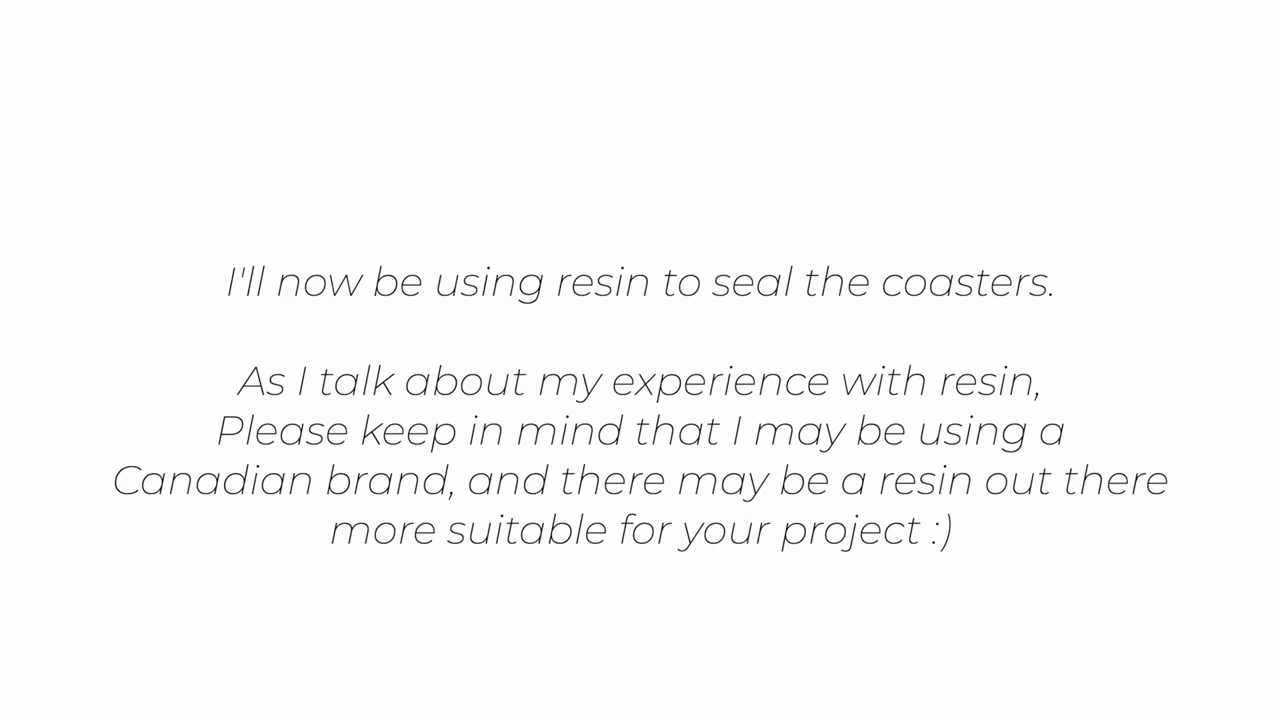 I'll now be using resin to seal the coasters.
As I talk about my experience with resin,
Please keep in mind that I may be using a
Canadian brand, and there may be a resin out there
more suitable for your project :)